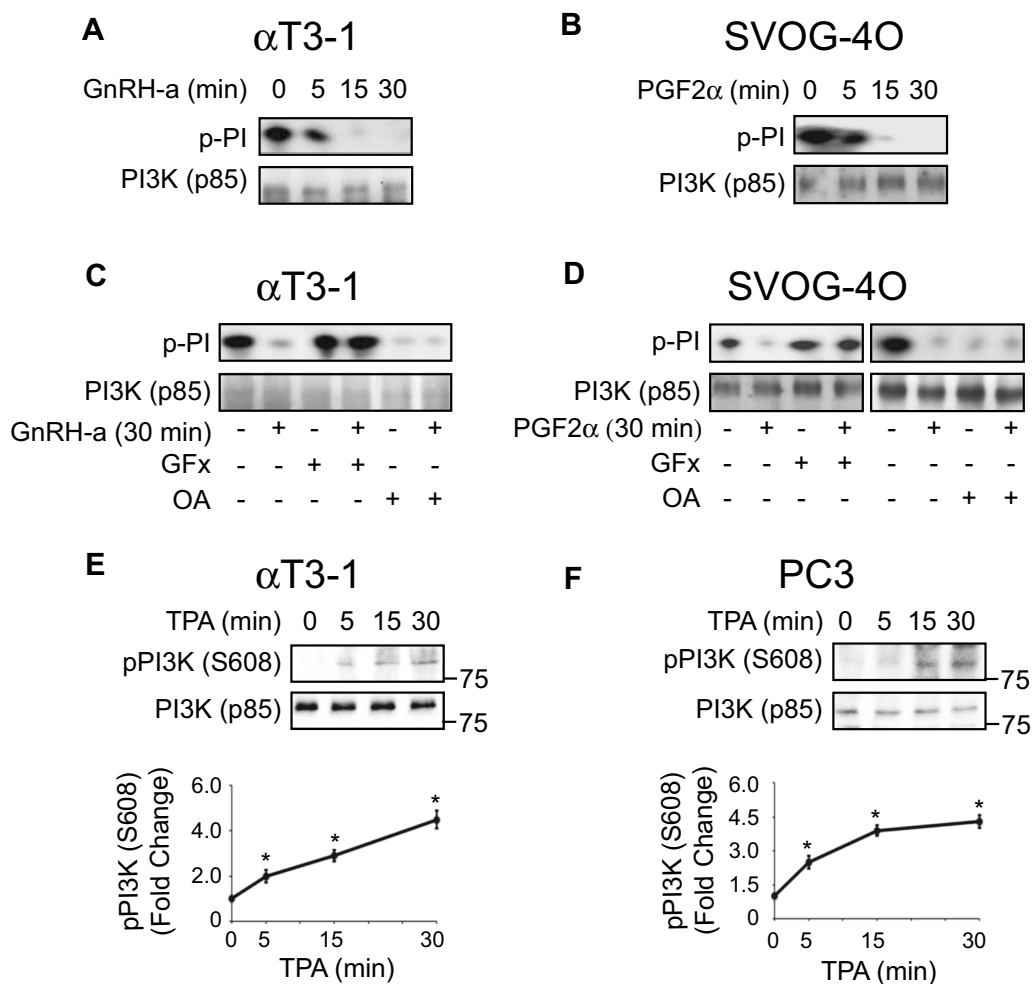 A
αT3-1
GnRH-a (min) 0 5 15 30
p-PI
PI3K (p85)
B
SVOG-4O
PGF2α (min) 0 5 15 30
p-PI
PI3K (p85)
C
αT3-1
p-PI
PI3K (p85)
GnRH-a (30 min) - + - + - +
GFx - - + + - -
OA - - - - + +
D
SVOG-4O
p-PI
PI3K (p85)
PGF2α (30 min) - + - + - + - +
GFx - - + + - - - -
OA - - - - - - + +
E
αT3-1
TPA (min) 0 5 15 30
pPI3K (S608)
75
PI3K (p85)
75
pPI3K (S608)
(Fold Change)
6.0
4.0
2.0
0
* * *
0 5 15 30
TPA (min)
F
PC3
TPA (min) 0 5 15 30
pPI3K (S608)
75
PI3K (p85)
75
pPI3K (S608)
(Fold Change)
6.0
4.5
3.0
1.5
0
* * *
0 5 15 30
TPA (min)